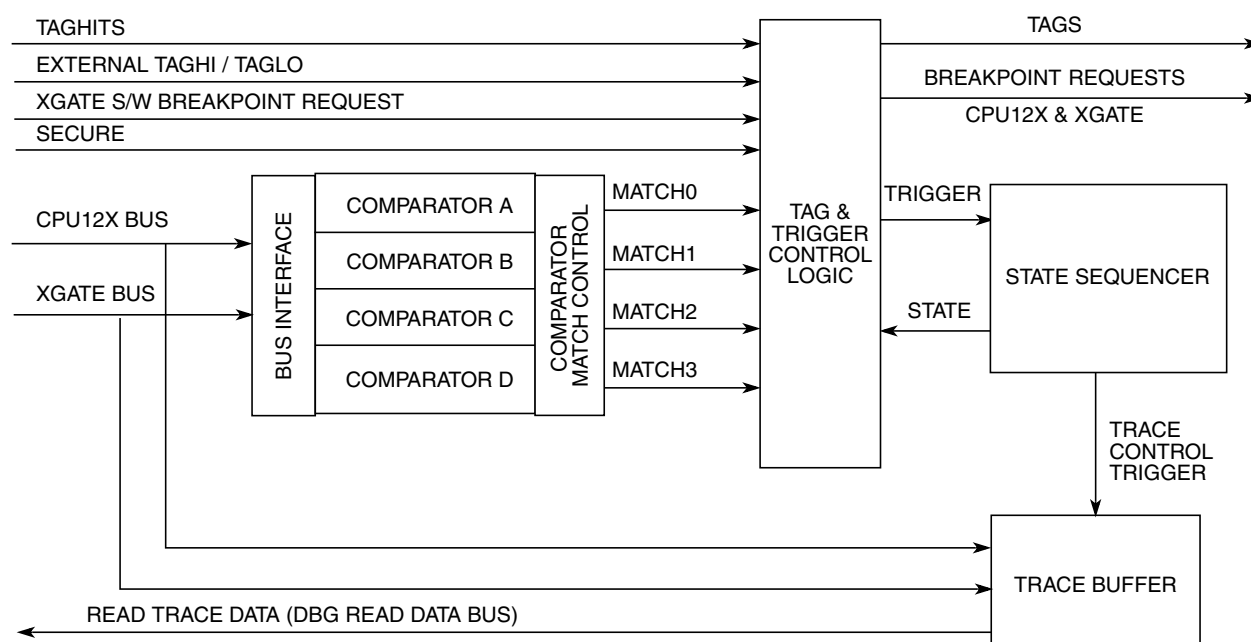 TAGHITS
EXTERNAL TAGHI / TAGLO
XGATE S/W BREAKPOINT REQUEST
SECURE
TAGS
BREAKPOINT REQUESTS
CPU12X & XGATE
CPU12X BUS
XGATE BUS
BUS INTERFACE
COMPARATOR A
COMPARATOR B
COMPARATOR C
COMPARATOR D
COMPARATOR
MATCH CONTROL
MATCH0
MATCH1
MATCH2
MATCH3
TAG &
TRIGGER
CONTROL
LOGIC
TRIGGER
STATE
STATE SEQUENCER
TRACE
CONTROL
TRIGGER
TRACE BUFFER
READ TRACE DATA (DBG READ DATA BUS)